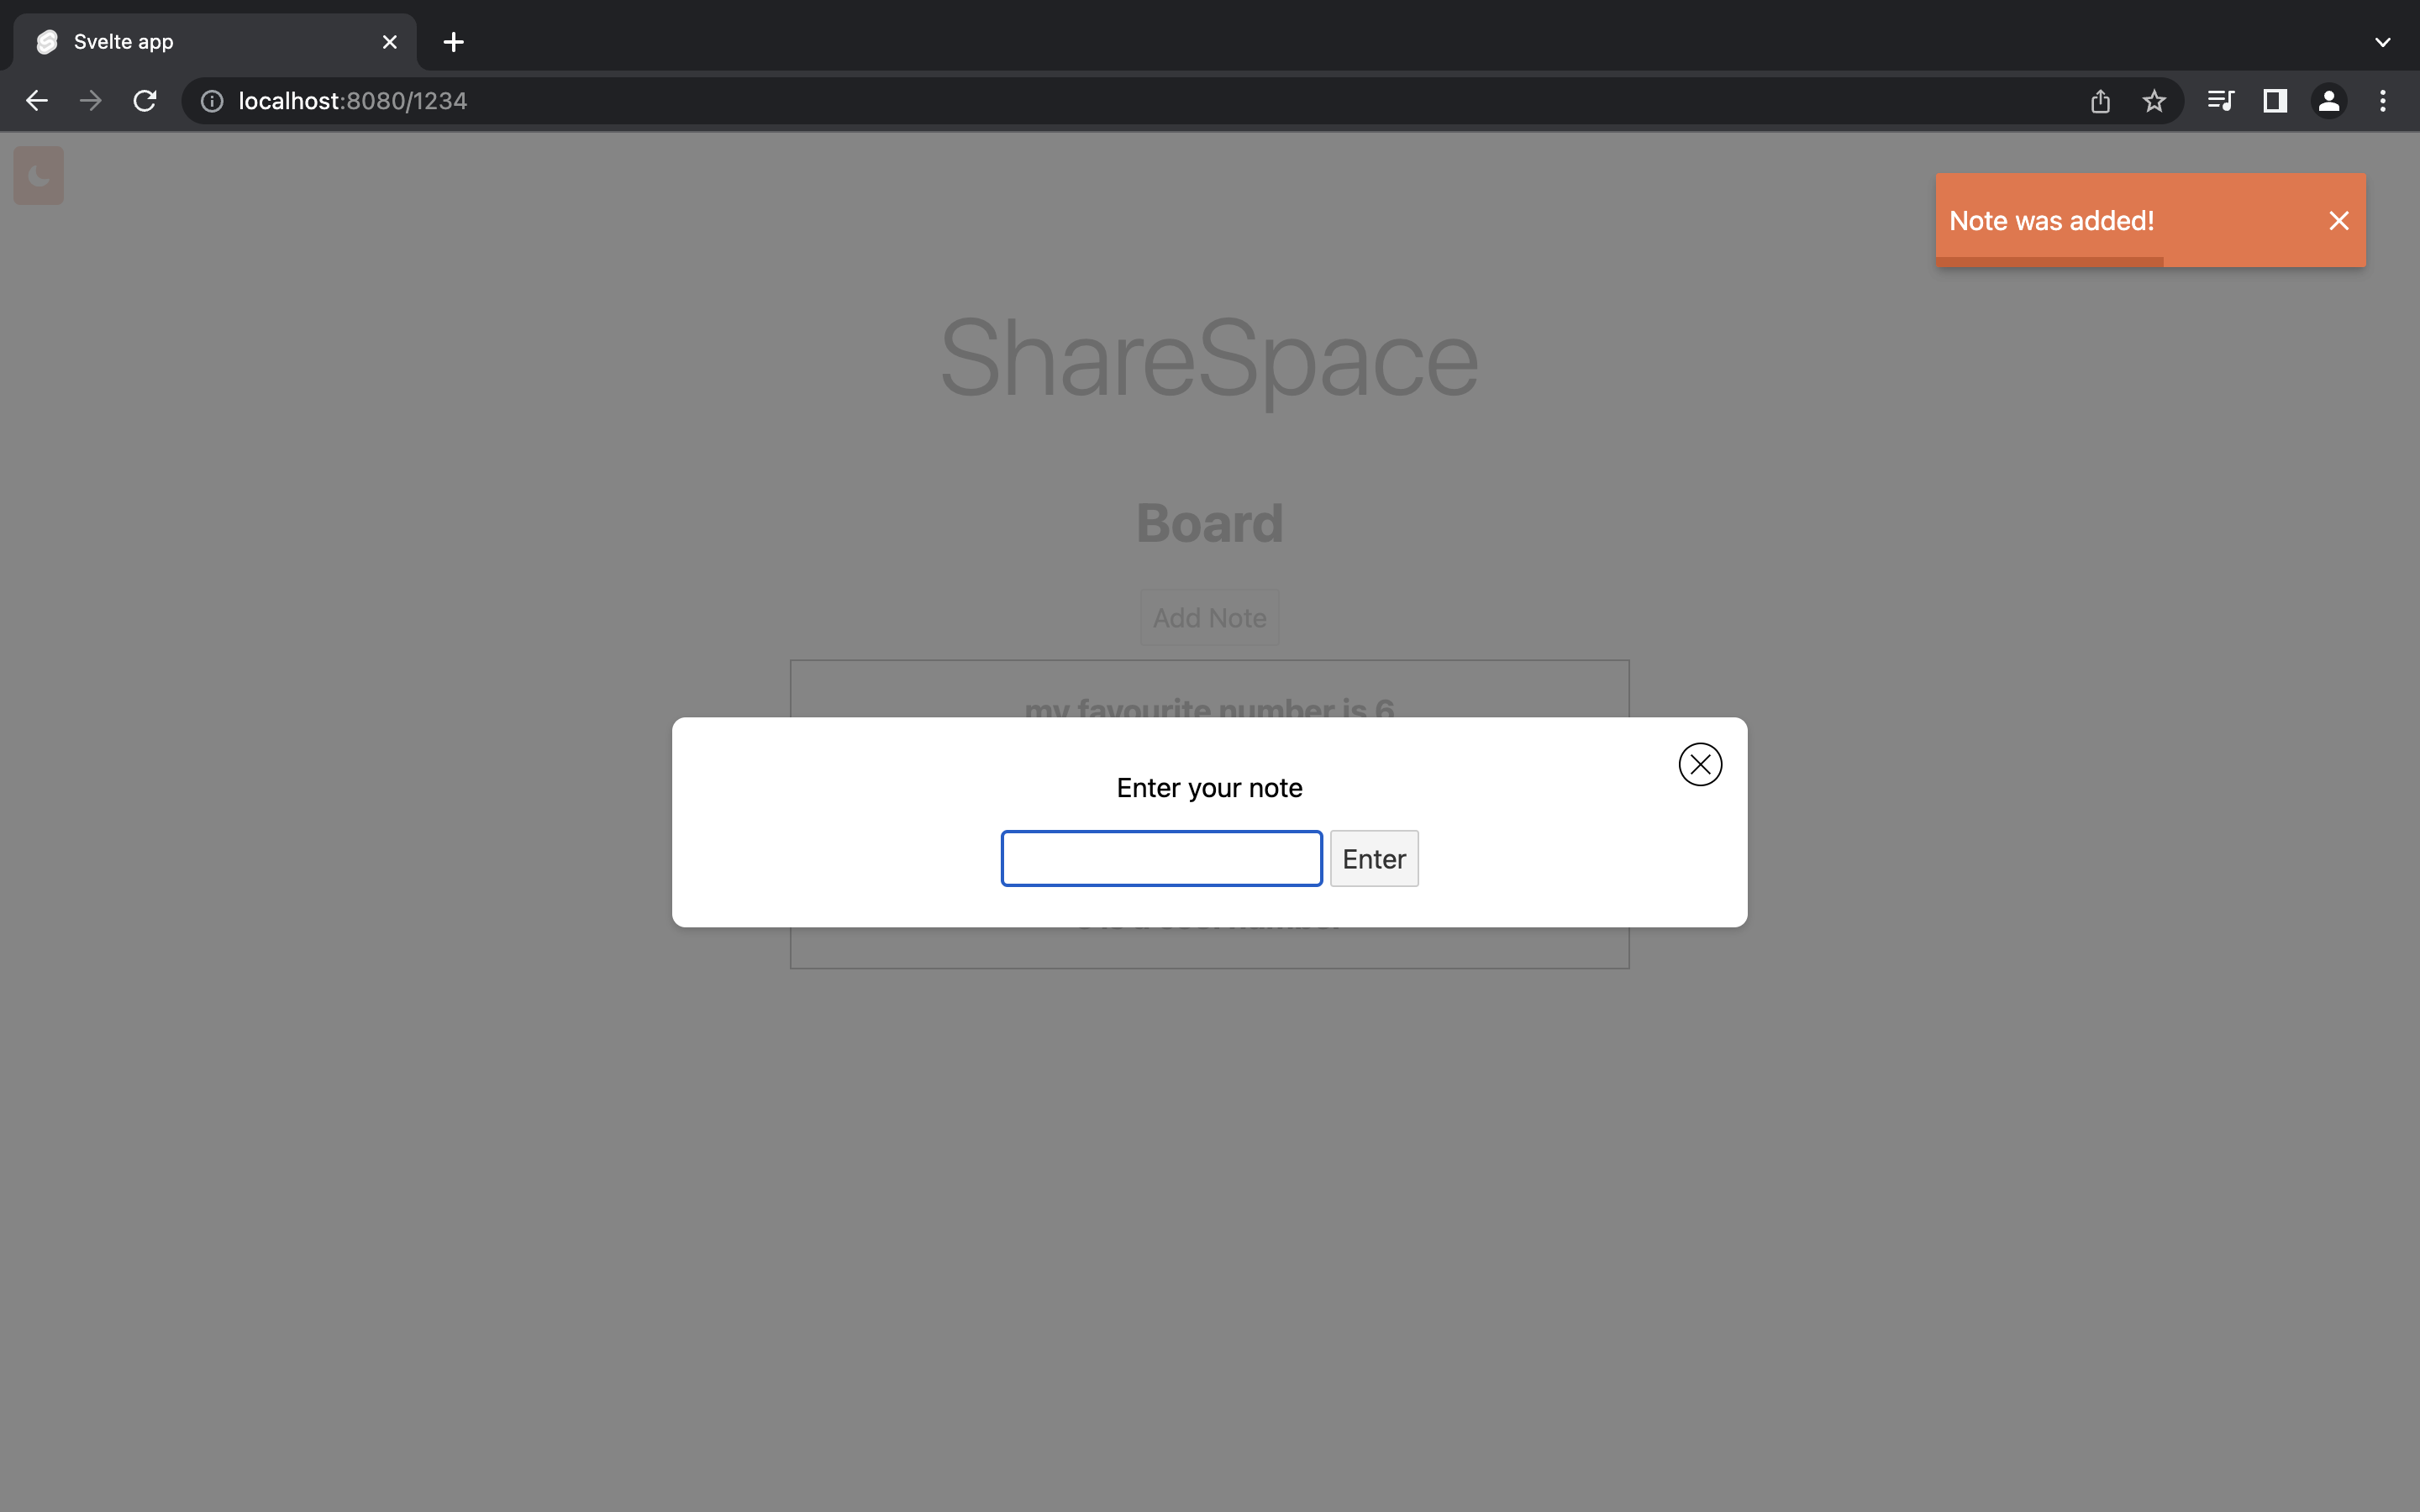 Svelte app
localhost:8080/1234
Note was added!
ShareSpace
Board
Add Note
my favourite number is 6
Enter your note
Enter